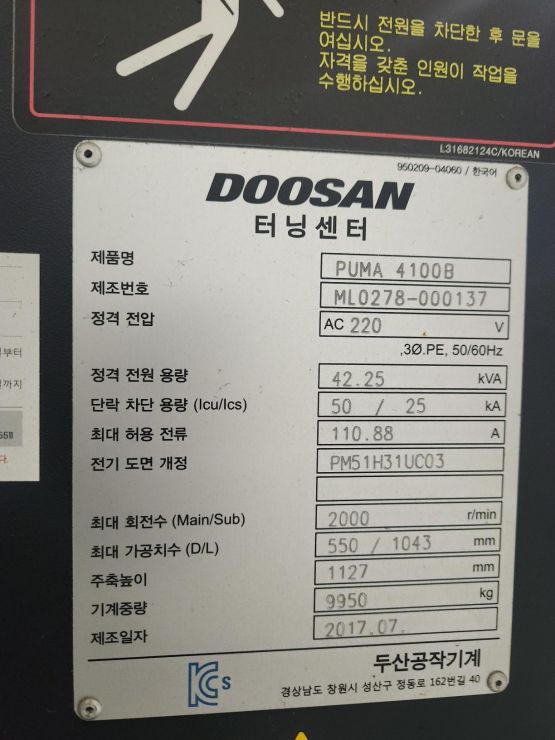 반드시 전원을 차단한 후 문을
여십시오.
자격을 갖춘 인원이 작업을
수행하십시오.
L31682124C/KOREAN
950209-04060 / 한국어
DOOSAN
터닝센터
제품명 PUMA 4100B
제조번호 ML0278-000137
정격 전압 AC 220 V
,3Ø.PE, 50/60Hz
정격 전원 용량 42.25 kVA
단락 차단 용량 (Icu/Ics) 50 / 25 kA
최대 허용 전류 110.88 A
전기 도면 개정 PM51H31UC03
최대 회전수 (Main/Sub) 2000 r/min
최대 가공치수 (D/L) 550 / 1043 mm
주축높이 1127 mm
기계중량 9950 kg
제조일자 2017.07.
두산공작기계
KCs
경상남도 창원시 성산구 정동로 162번길 40
부터
까지